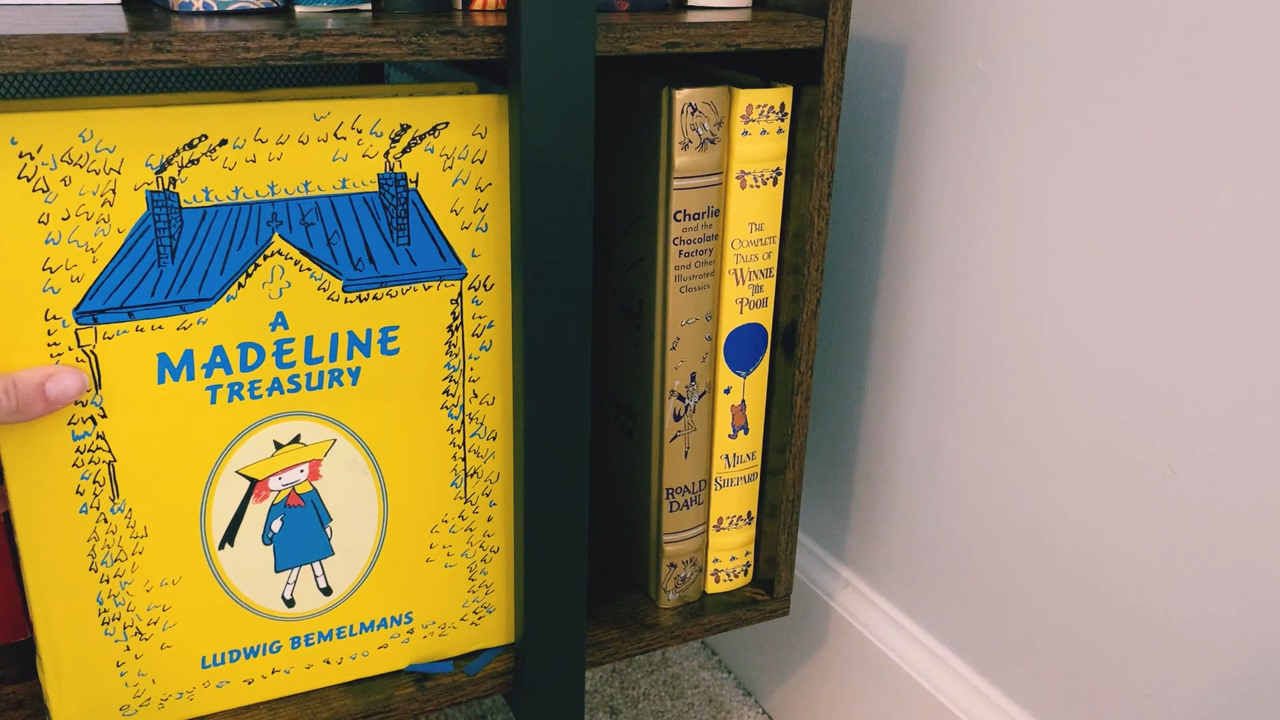 A
MADELINE
TREASURY
LUDWIG BEMELMANS
Charlie
and the
Chocolate
Factory
and Other
Illustrated
Classics
ROALD
DAHL
THE
COMPLETE
TALES OF
WINNIE
THE
POOH
MILNE
SHEPARD